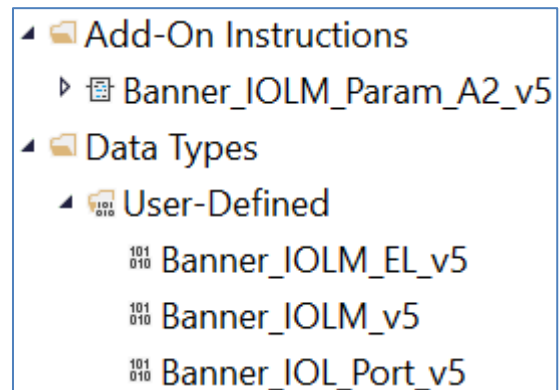 Add-On Instructions
Banner_IOLM_Param_A2_v5
Data Types
User-Defined
Banner_IOLM_EL_v5
Banner_IOLM_v5
Banner_IOL_Port_v5